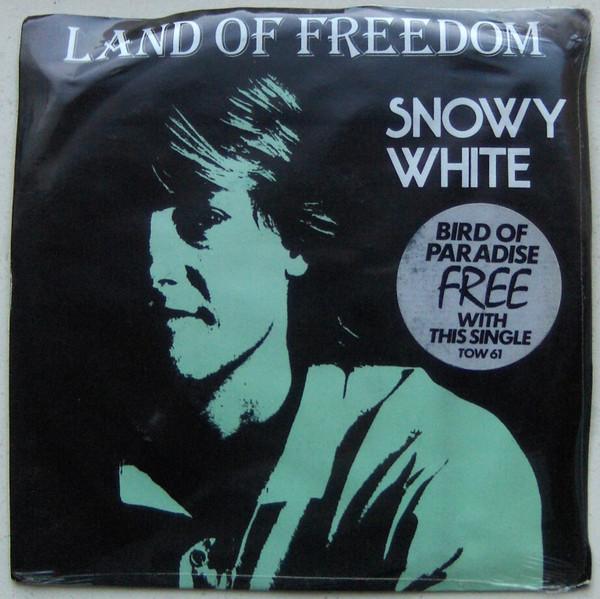 LAND OF FREEDOM
SNOWY
WHITE
BIRD OF
PARADISE
FREE
WITH
THIS SINGLE
TOW 61